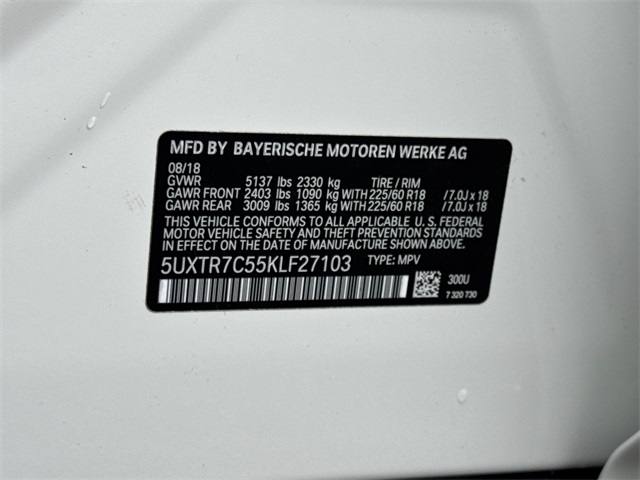 MFD BY BAYERISCHE MOTOREN WERKE AG
08/18
GVWR 5137 lbs 2330 kg TIRE / RIM
GAWR FRONT 2403 lbs 1090 kg WITH 225/60 R18 /7.0J x 18
GAWR REAR 3009 lbs 1365 kg WITH 225/60 R18 /7.0J x 18
THIS VEHICLE CONFORMS TO ALL APPLICABLE U. S. FEDERAL
MOTOR VEHICLE SAFETY AND THEFT PREVENTION STANDARDS
IN EFFECT ON THE DATE OF MANUFACTURE SHOWN ABOVE.
5UXTR7C55KLF27103 TYPE: MPV
300U
7 320 730